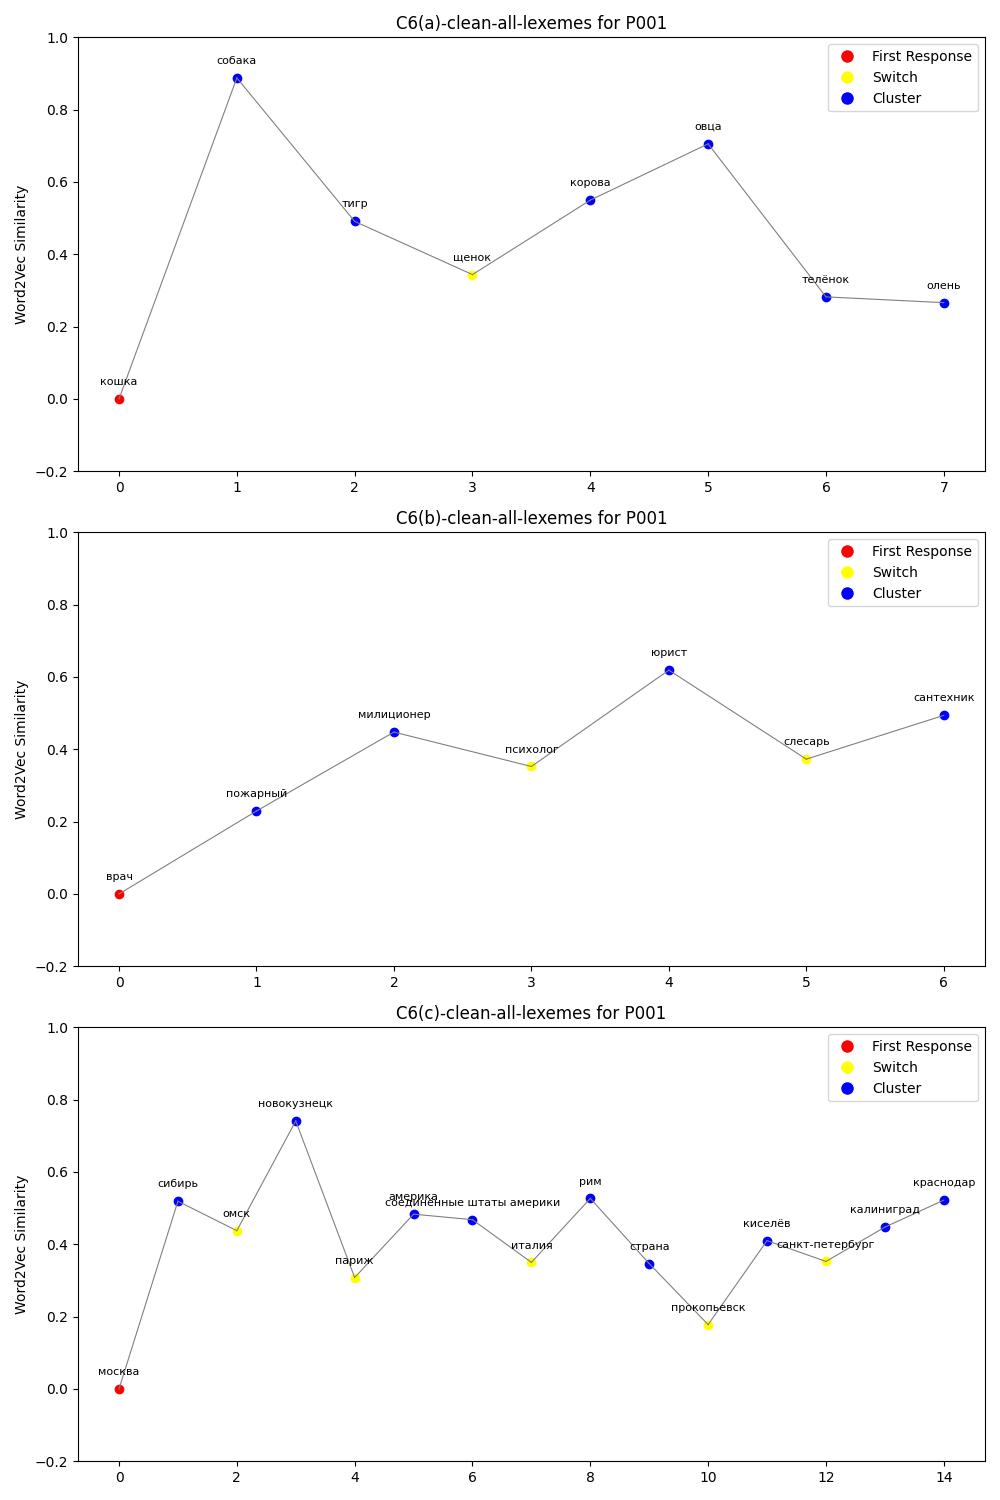 C6(a)-clean-all-lexemes for P001
1.0
0.8
0.6
0.4
0.2
0.0
−0.2
Word2Vec Similarity
First Response
Switch
Cluster
кошка
собака
тигр
щенок
корова
овца
телёнок
олень
0 1 2 3 4 5 6 7
C6(b)-clean-all-lexemes for P001
1.0
0.8
0.6
0.4
0.2
0.0
−0.2
Word2Vec Similarity
First Response
Switch
Cluster
врач
пожарный
милиционер
психолог
юрист
слесарь
сантехник
0 1 2 3 4 5 6
C6(c)-clean-all-lexemes for P001
1.0
0.8
0.6
0.4
0.2
0.0
−0.2
Word2Vec Similarity
First Response
Switch
Cluster
москва
сибирь
омск
новокузнецк
париж
америка
соединенные штаты америки
италия
рим
страна
прокопьевск
киселёв
санкт-петербург
калининград
краснодар
0 2 4 6 8 10 12 14